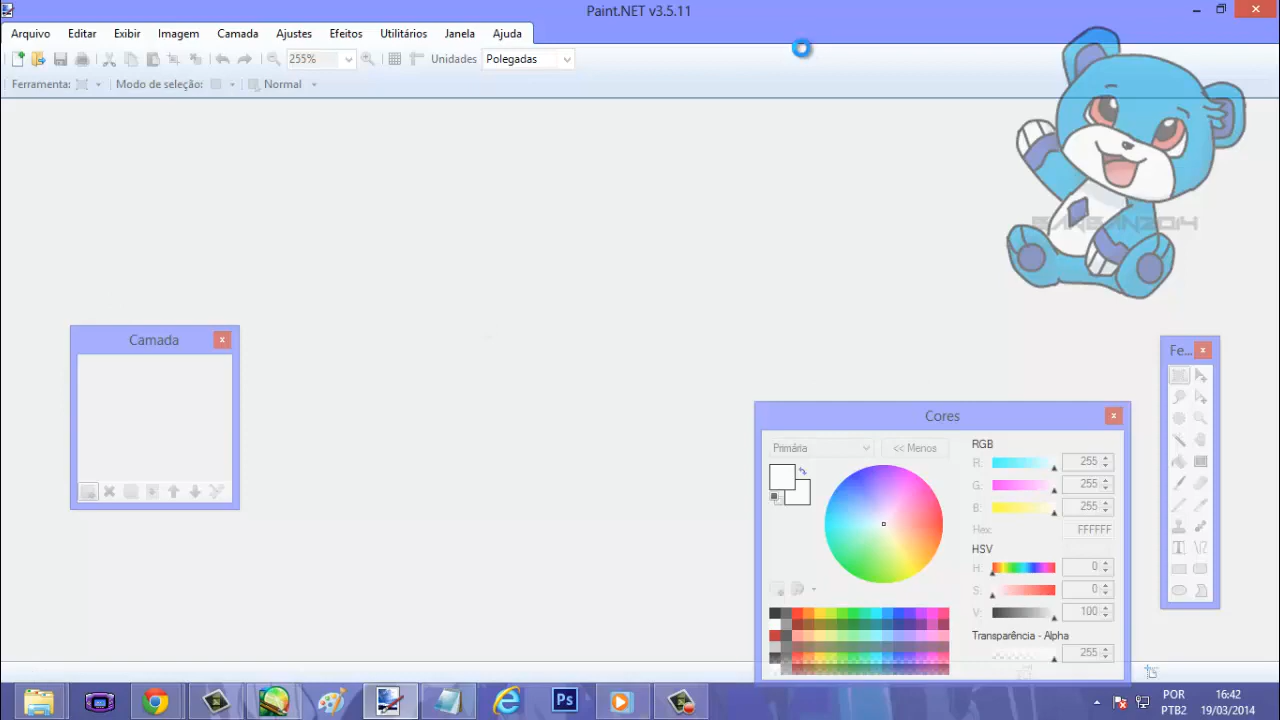 Paint.NET v3.5.11
Arquivo Editar Exibir Imagem Camada Ajustes Efeitos Utilitários Janela Ajuda
255% Unidades Polegadas
Ferramenta: Modo de seleção: Normal
Camada
Fe...
Cores
Primária << Menos
RGB
R: 255
G: 255
B: 255
Hex: FFFFFF
HSV
H: 0
S: 0
V: 100
Transparência - Alpha
255
Ps
POR 16:42
PTB2 19/03/2014